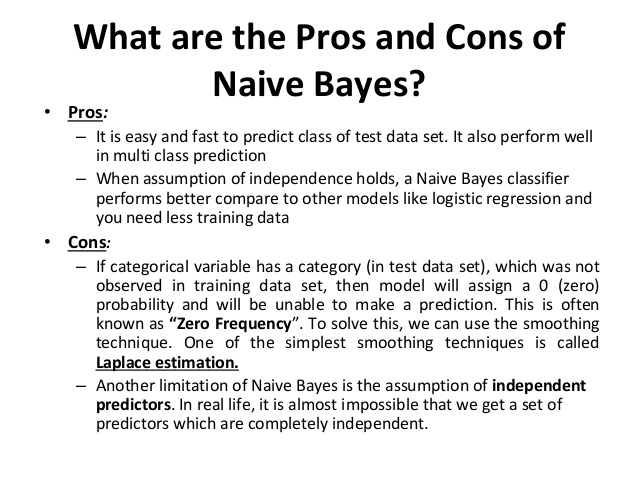 What are the Pros and Cons of
Naive Bayes?
• Pros:
– It is easy and fast to predict class of test data set. It also perform well
in multi class prediction
– When assumption of independence holds, a Naive Bayes classifier
performs better compare to other models like logistic regression and
you need less training data
• Cons:
– If categorical variable has a category (in test data set), which was not
observed in training data set, then model will assign a 0 (zero)
probability and will be unable to make a prediction. This is often
known as “Zero Frequency”. To solve this, we can use the smoothing
technique. One of the simplest smoothing techniques is called
Laplace estimation.
– Another limitation of Naive Bayes is the assumption of independent
predictors. In real life, it is almost impossible that we get a set of
predictors which are completely independent.